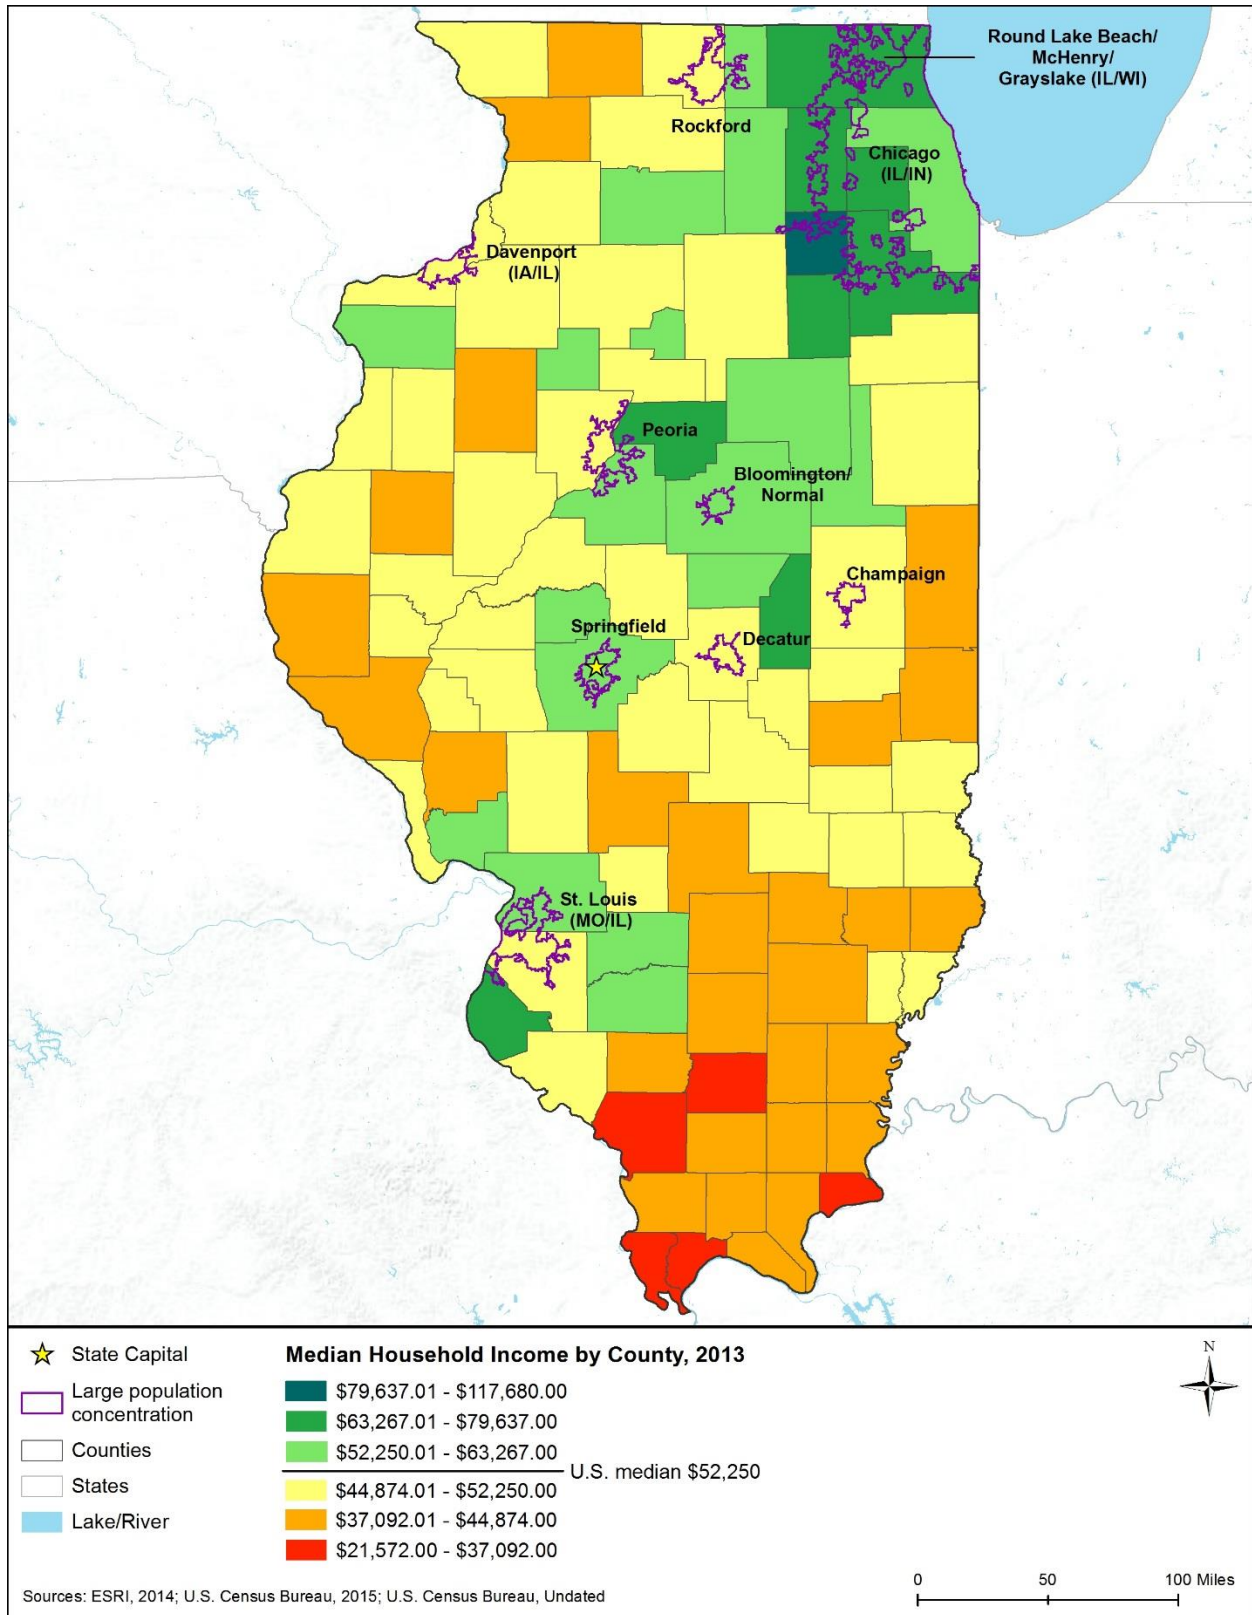 Round Lake Beach/
McHenry/
Grayslake (IL/WI)
Rockford
Chicago
(IL/IN)
Davenport
(IA/IL)
Peoria
Bloomington/
Normal
Champaign
Springfield
Decatur
St. Louis
(MO/IL)
State Capital
Large population
concentration
Counties
States
Lake/River
Median Household Income by County, 2013
$79,637.01 - $117,680.00
$63,267.01 - $79,637.00
$52,250.01 - $63,267.00
U.S. median $52,250
$44,874.01 - $52,250.00
$37,092.01 - $44,874.00
$21,572.00 - $37,092.00
N
Sources: ESRI, 2014; U.S. Census Bureau, 2015; U.S. Census Bureau, Undated
0 50 100 Miles